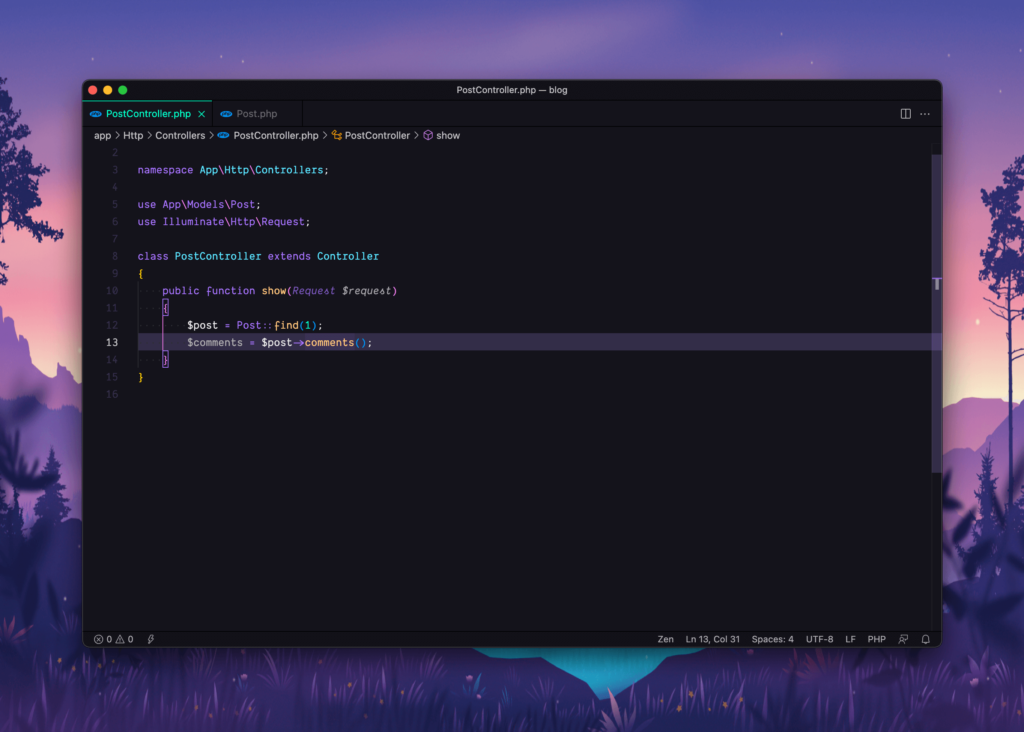 PostController.php — blog
PostController.php Post.php
app > Http > Controllers > PostController.php > PostController > show
2
3 namespace App\Http\Controllers;
4
5 use App\Models\Post;
6 use Illuminate\Http\Request;
7
8 class PostController extends Controller
9 {
10 public function show(Request $request)
11 {
12 $post = Post::find(1);
13 $comments = $post->comments();
14 }
15 }
16
0 0 Zen Ln 13, Col 31 Spaces: 4 UTF-8 LF PHP